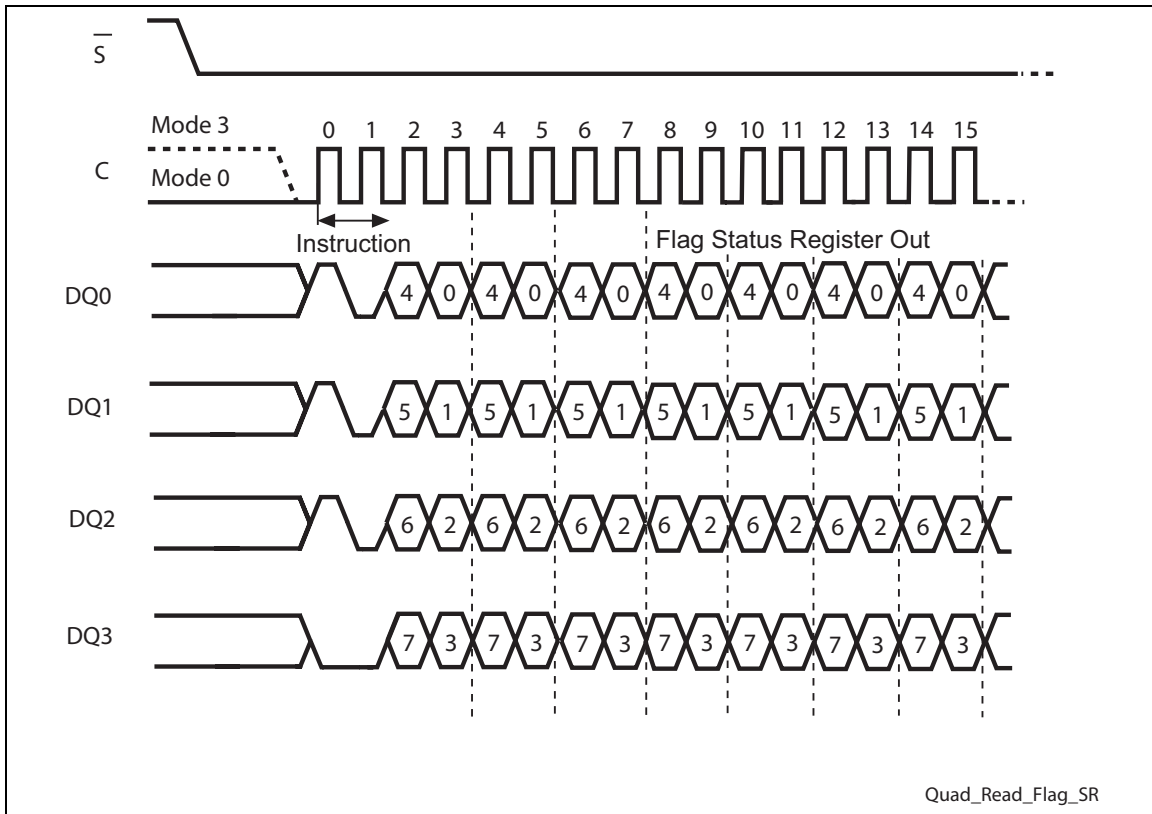 S
Mode 3
0 1 2 3 4 5 6 7 8 9 10 11 12 13 14 15
C
Mode 0
Instruction
Flag Status Register Out
DQ0
4 0 4 0 4 0 4 0 4 0 4 0 4 0
DQ1
5 1 5 1 5 1 5 1 5 1 5 1 5 1
DQ2
6 2 6 2 6 2 6 2 6 2 6 2 6 2
DQ3
7 3 7 3 7 3 7 3 7 3 7 3 7 3
Quad_Read_Flag_SR